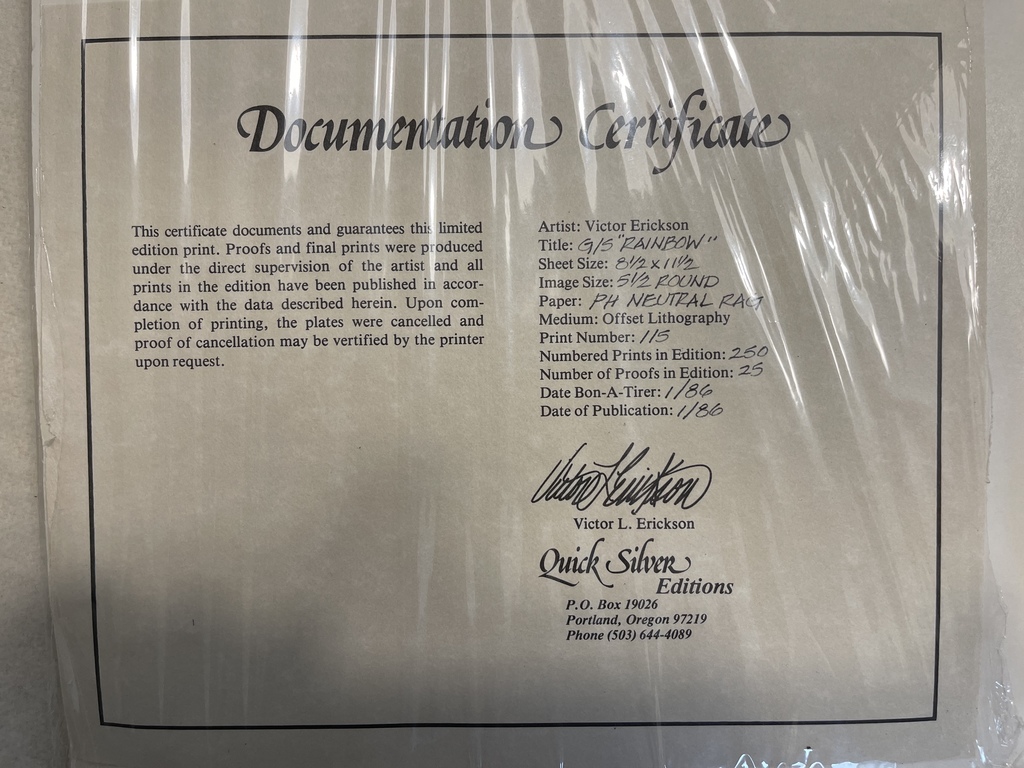 Documentation Certificate
This certificate documents and guarantees this limited
edition print. Proofs and final prints were produced
under the direct supervision of the artist and all
prints in the edition have been published in accor-
dance with the data described herein. Upon com-
pletion of printing, the plates were cancelled and
proof of cancellation may be vertified by the printer
upon request.
Artist: Victor Erickson
Title: G/S "RAINBOW"
Sheet Size: 8 1/2 x 11 1/2
Image Size: 5 1/2 ROUND
Paper: PH NEUTRAL RAG
Medium: Offset Lithography
Print Number: 115
Numbered Prints in Edition: 250
Number of Proofs in Edition: 25
Date Bon-A-Tirer: 1/86
Date of Publication: 1/86
Victor L Erickson
Victor L. Erickson
Quick Silver
Editions
P.O. Box 19026
Portland, Oregon 97219
Phone (503) 644-4089